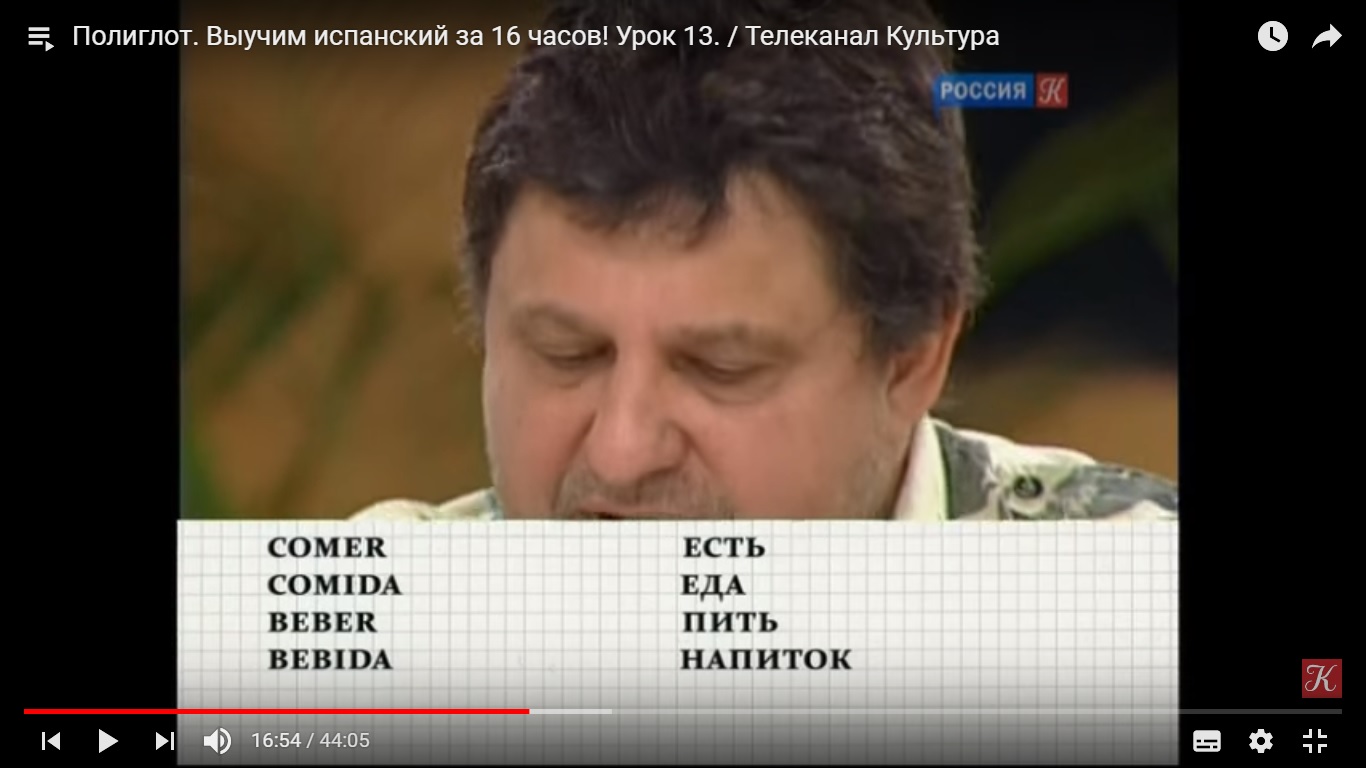 Полиглот. Выучим испанский за 16 часов! Урок 13. / Телеканал Культура
РОССИЯ К
COMER ЕСТЬ
COMIDA ЕДА
BEBER ПИТЬ
BEBIDA НАПИТОК
К
16:54 / 44:05